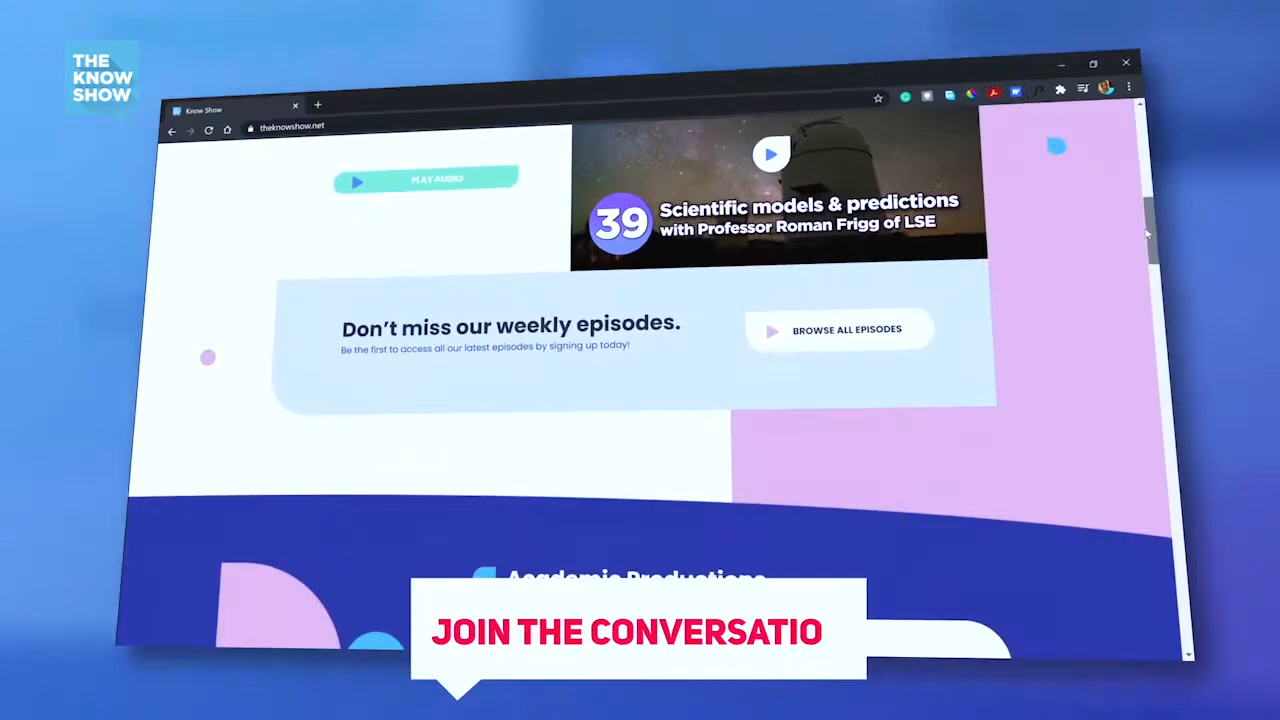 THE
KNOW
SHOW
Know Show
theknowshow.net
PLAY AUDIO
39
Scientific models & predictions
with Professor Roman Frigg of LSE
Don't miss our weekly episodes.
Be the first to access all our latest episodes by signing up today!
BROWSE ALL EPISODES
Academic Productions
JOIN THE CONVERSATIO